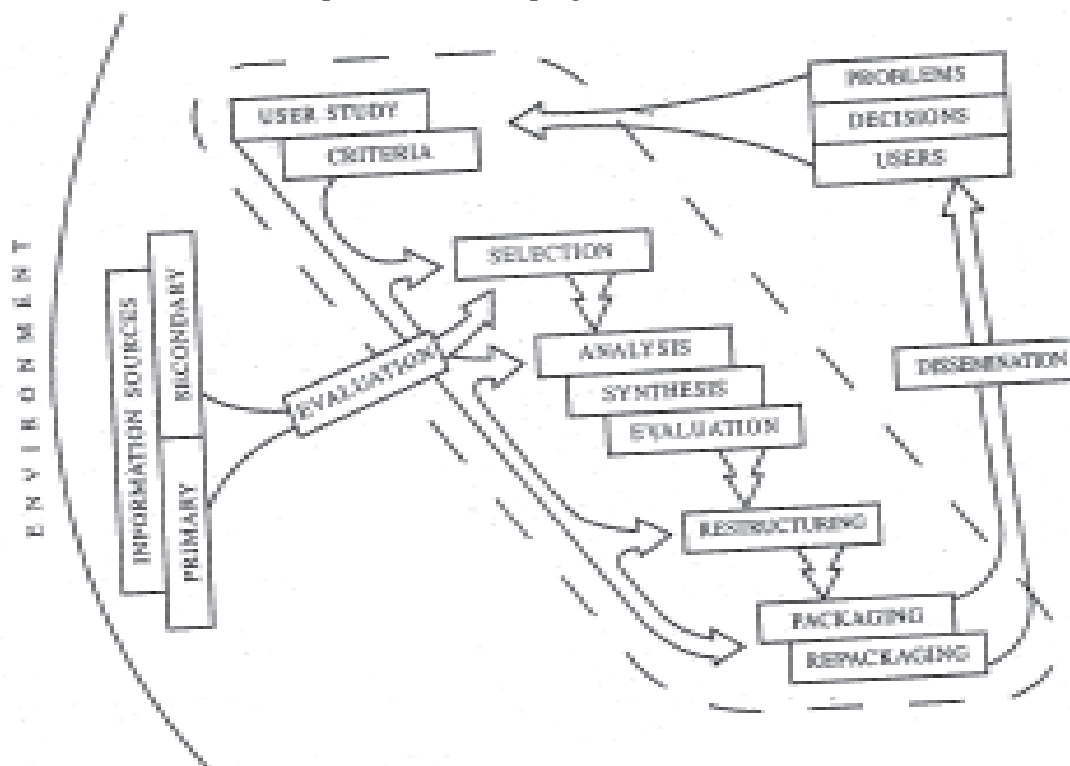 ENVIRONMENT
INFORMATION SOURCES
SECONDARY
PRIMARY
USER STUDY
CRITERIA
EVALUATION
SELECTION
ANALYSIS
SYNTHESIS
EVALUATION
RESTRUCTURING
PACKAGING
REPACKAGING
DISSEMINATION
PROBLEMS
DECISIONS
USERS